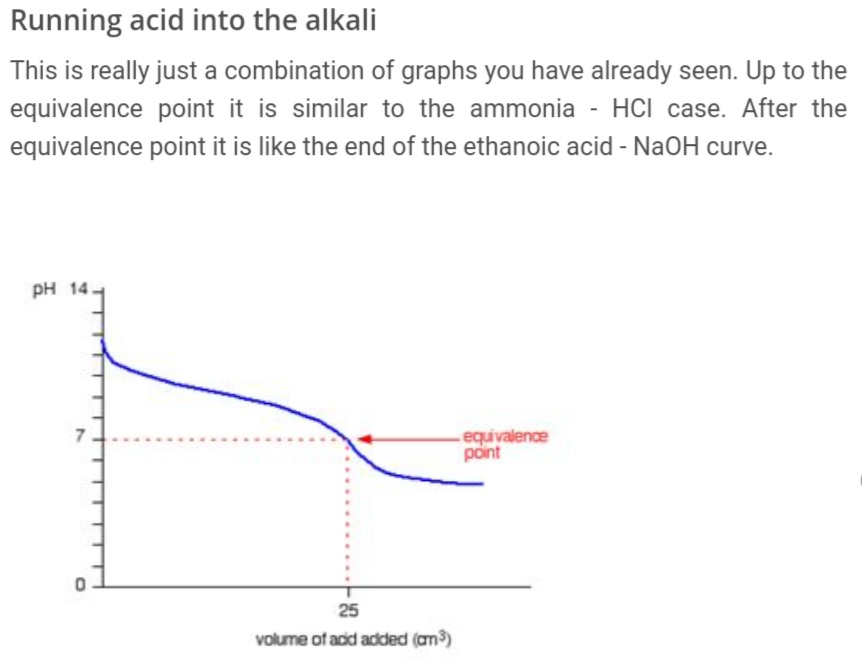 Running acid into the alkali
This is really just a combination of graphs you have already seen. Up to the
equivalence point it is similar to the ammonia - HCl case. After the
equivalence point it is like the end of the ethanoic acid - NaOH curve.
pH 14
7
equivalence
point
0
25
volume of acid added (cm³)